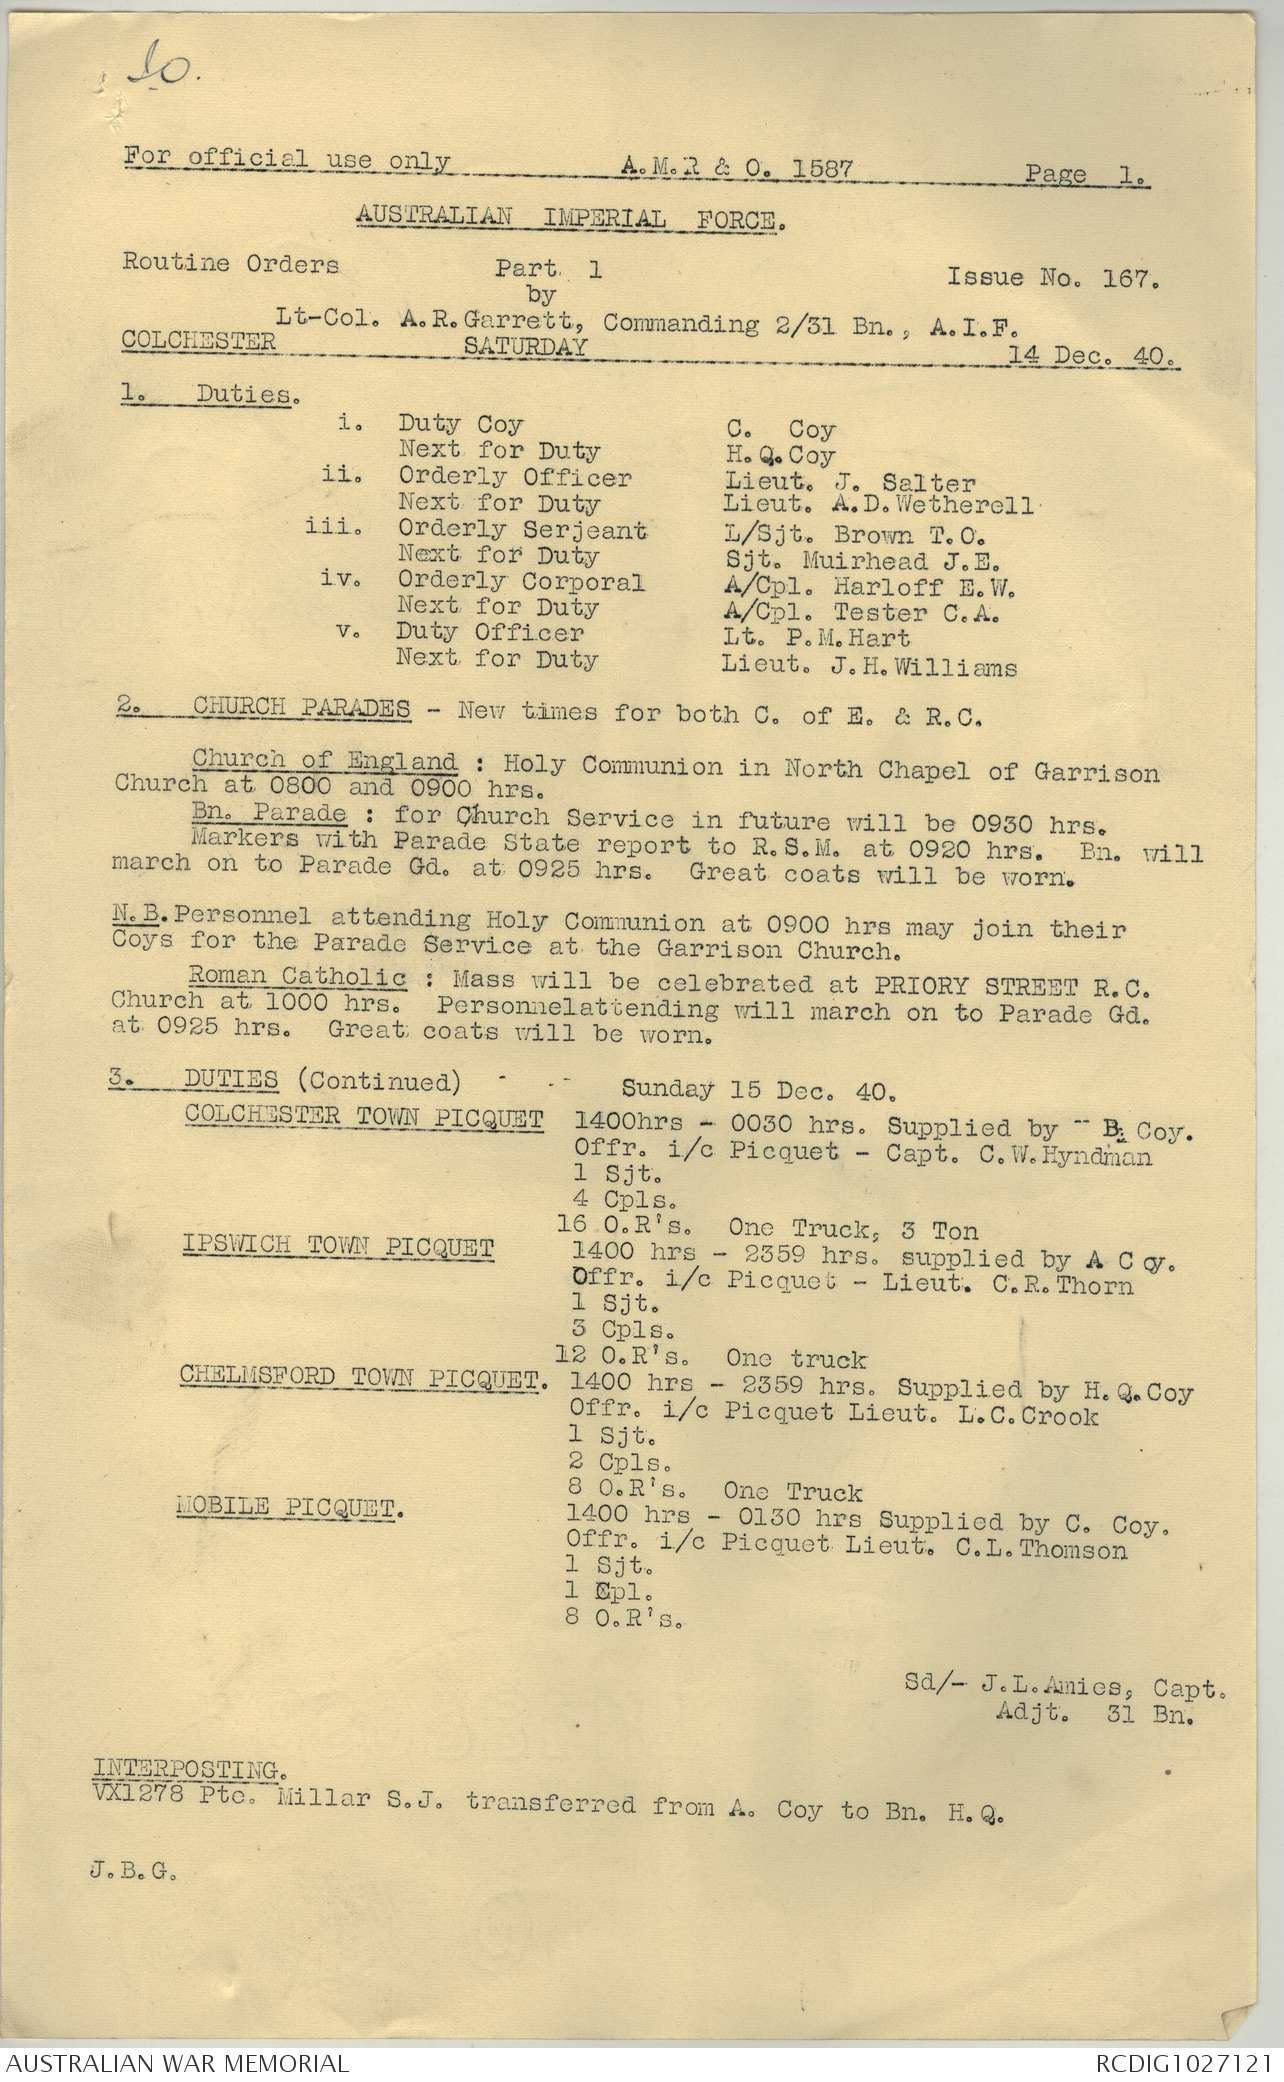 10.
For official use only A.M.R & O. 1587 Page 1.
AUSTRALIAN IMPERIAL FORCE.
Routine Orders Part 1 Issue No. 167.
by
Lt-Col. A.R.Garrett, Commanding 2/31 Bn., A.I.F.
COLCHESTER SATURDAY 14 Dec. 40.
1. Duties.
i. Duty Coy C. Coy
Next for Duty H.Q.Coy
ii. Orderly Officer Lieut. J. Salter
Next for Duty Lieut. A.D.Wetherell
iii. Orderly Serjeant L/Sjt. Brown T.O.
Next for Duty Sjt. Muirhead J.E.
iv. Orderly Corporal A/Cpl. Harloff E.W.
Next for Duty A/Cpl. Tester C.A.
v. Duty Officer Lt. P.M.Hart
Next for Duty Lieut. J.H.Williams
2. CHURCH PARADES - New times for both C. of E. & R.C.
Church of England : Holy Communion in North Chapel of Garrison
Church at 0800 and 0900 hrs.
Bn. Parade : for Church Service in future will be 0930 hrs.
Markers with Parade State report to R.S.M. at 0920 hrs. Bn. will
march on to Parade Gd. at 0925 hrs. Great coats will be worn.
N.B.Personnel attending Holy Communion at 0900 hrs may join their
Coys for the Parade Service at the Garrison Church.
Roman Catholic : Mass will be celebrated at PRIORY STREET R.C.
Church at 1000 hrs. Personnelattending will march on to Parade Gd.
at 0925 hrs. Great coats will be worn.
3. DUTIES (Continued) - -- Sunday 15 Dec. 40.
COLCHESTER TOWN PICQUET 1400hrs - 0030 hrs. Supplied by -- B. Coy.
Offr. i/c Picquet - Capt. C.W.Hyndman
1 Sjt.
4 Cpls.
16 O.R's. One Truck, 3 Ton
IPSWICH TOWN PICQUET 1400 hrs - 2359 hrs. supplied by A Coy.
Offr. i/c Picquet - Lieut. C.R.Thorn
1 Sjt.
3 Cpls.
12 O.R's. One truck
CHELMSFORD TOWN PICQUET. 1400 hrs - 2359 hrs. Supplied by H.Q.Coy
Offr. i/c Picquet Lieut. L.C.Crook
1 Sjt.
2 Cpls.
8 O.R's. One Truck
MOBILE PICQUET. 1400 hrs - 0130 hrs Supplied by C. Coy.
Offr. i/c Picquet Lieut. C.L.Thomson
1 Sjt.
1 Cpl.
8 O.R's.
Sd/- J.L.Amies, Capt.
Adjt. 31 Bn.
INTERPOSTING.
VX1278 Pte. Millar S.J. transferred from A. Coy to Bn. H.Q.
J.B.G.
AUSTRALIAN WAR MEMORIAL RCDIG1027121